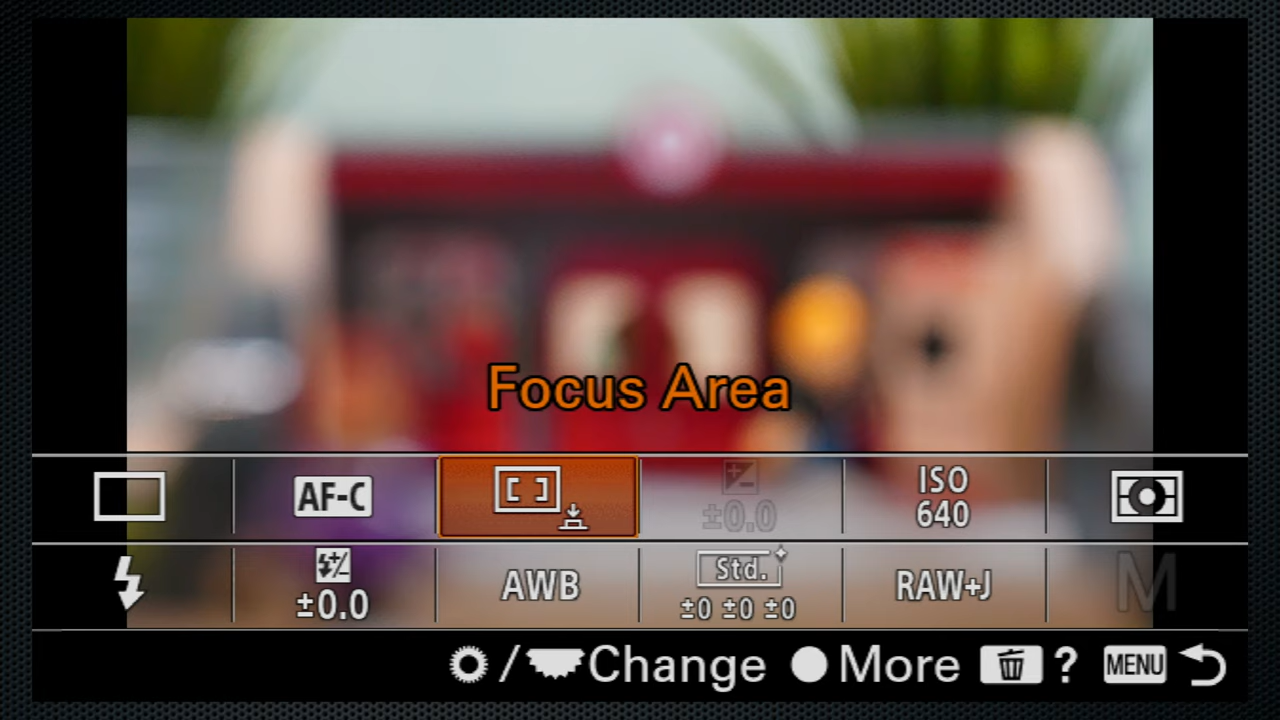 Focus Area
AF-C
±0.0
ISO
640
±0.0
AWB
Std.
±0 ±0 ±0
RAW+J
M
/ Change More ? MENU